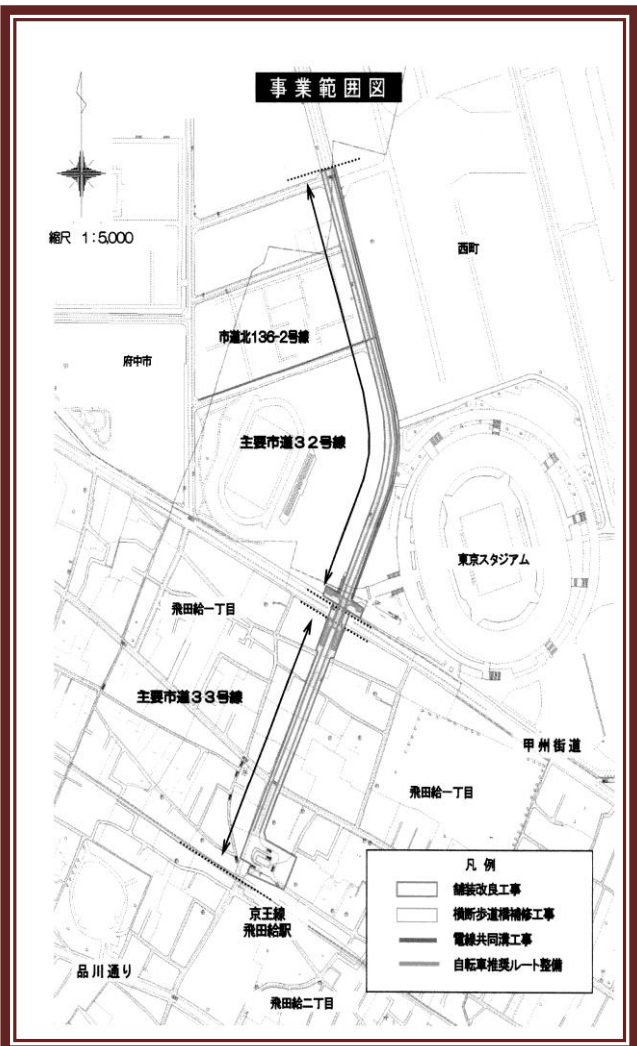 事業範囲図
縮尺 1:5,000
西町
市道北136-2号線
府中市
主要市道32号線
東京スタジアム
飛田給一丁目
主要市道33号線
甲州街道
飛田給一丁目
京王線
飛田給駅
品川通り
飛田給二丁目
凡例
舗装改良工事
横断歩道橋補修工事
電線共同溝工事
自転車推奨ルート整備